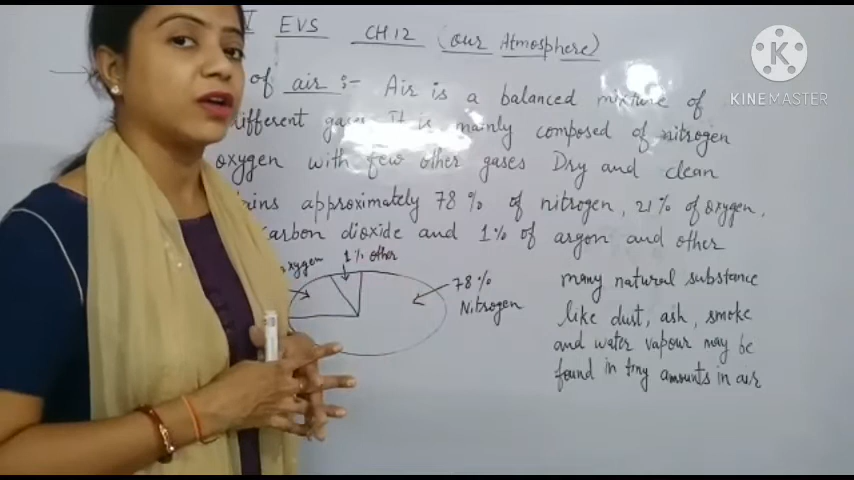 I EVS CH 12 (our Atmosphere)
of air :- Air is a balanced mixture of
different gases. It is mainly composed of nitrogen
oxygen with few other gases Dry and clean
approximately 78% of nitrogen, 21% of oxygen,
carbon dioxide and 1% of argon and other
oxygen 1% other
78%
Nitrogen
many natural substance
like dust, ash, smoke
and water vapour may be
found in tiny amounts in air
K
KINEMASTER